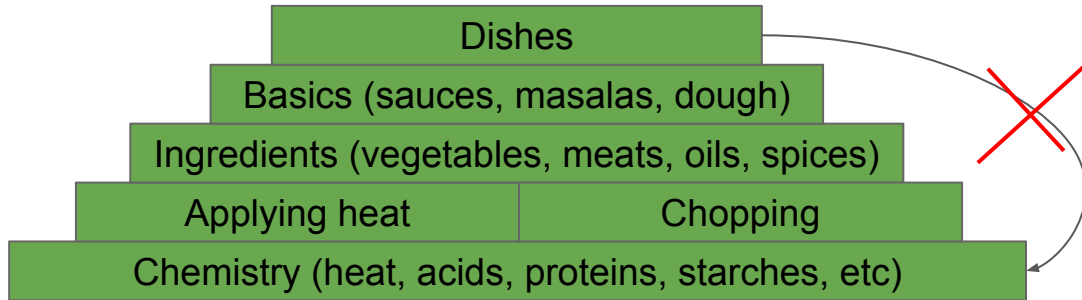 Dishes
Basics (sauces, masalas, dough)
Ingredients (vegetables, meats, oils, spices)
Applying heat
Chopping
Chemistry (heat, acids, proteins, starches, etc)